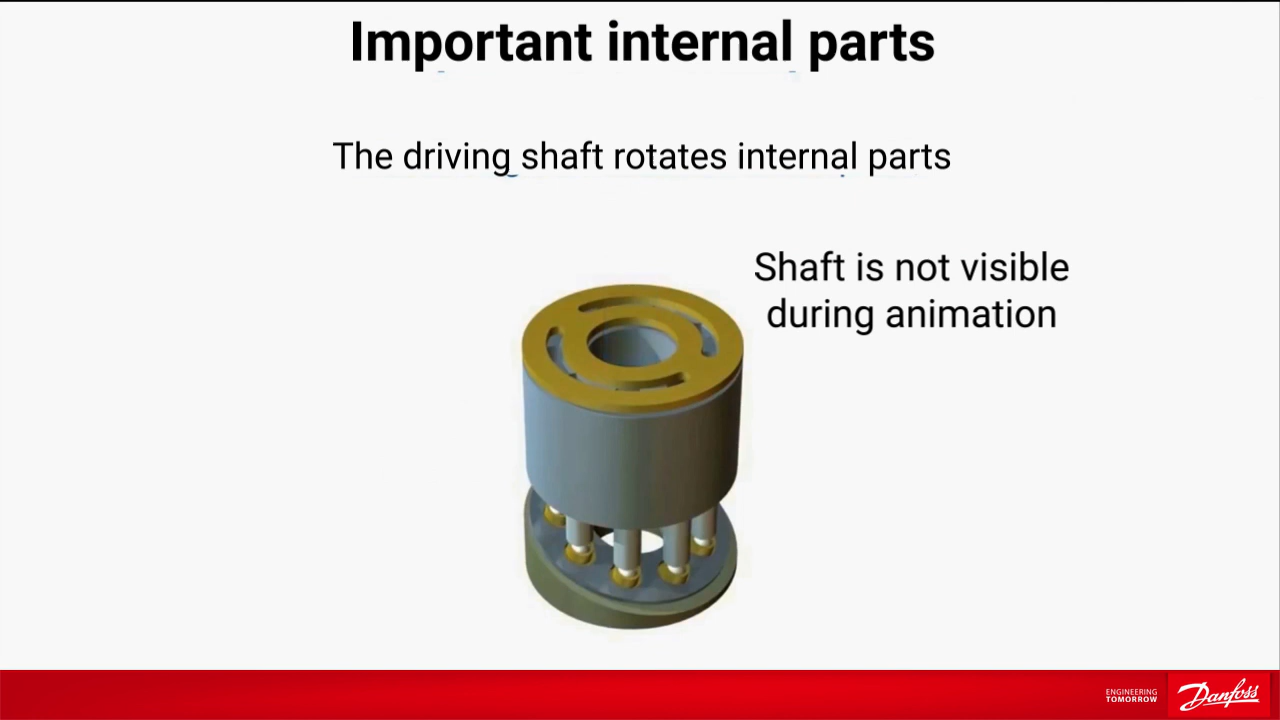 Important internal parts
The driving shaft rotates internal parts
Shaft is not visible
during animation
ENGINEERING
TOMORROW
Danfoss